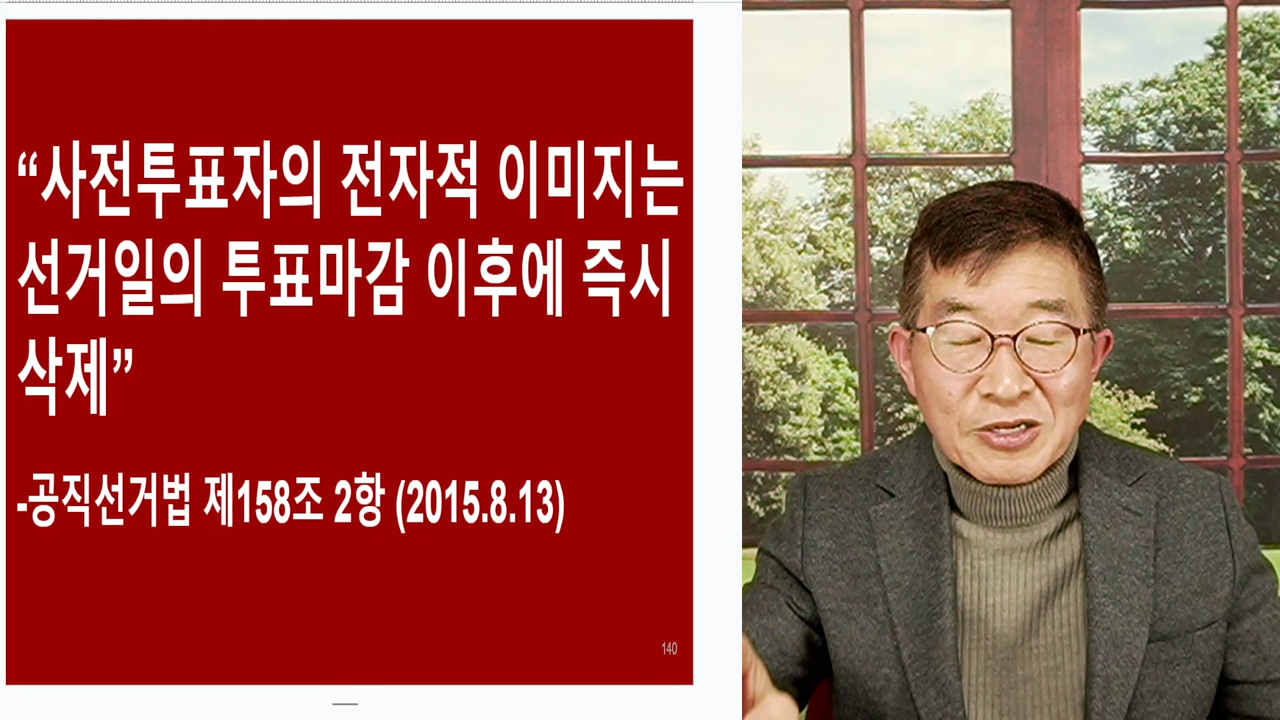 “사전투표자의 전자적 이미지는
선거일의 투표마감 이후에 즉시
삭제”
-공직선거법 제158조 2항 (2015.8.13)
140